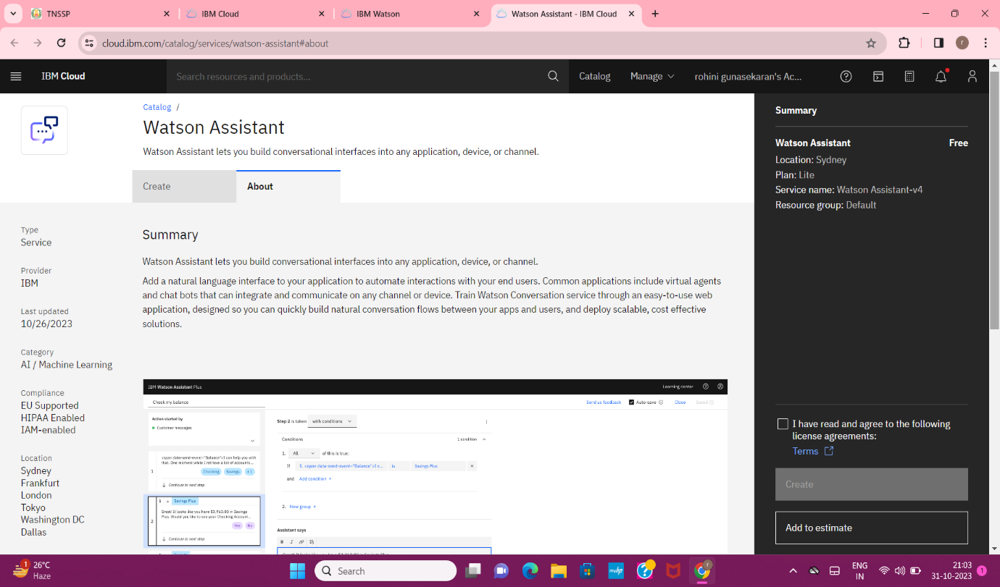 TNSSP
IBM Cloud
IBM Watson
Watson Assistant - IBM Cloud
cloud.ibm.com/catalog/services/watson-assistant#about
r
IBM Cloud
Search resources and products...
Catalog
Manage
rohini gunasekaran's Ac...
Catalog /
Watson Assistant
Watson Assistant lets you build conversational interfaces into any application, device, or channel.
Create
About
Type
Service
Provider
IBM
Last updated
10/26/2023
Category
AI / Machine Learning
Compliance
EU Supported
HIPAA Enabled
IAM-enabled
Location
Sydney
Frankfurt
London
Tokyo
Washington DC
Dallas
Summary
Watson Assistant lets you build conversational interfaces into any application, device, or channel.
Add a natural language interface to your application to automate interactions with your end users. Common applications include virtual agents
and chat bots that can integrate and communicate on any channel or device. Train Watson Conversation service through an easy-to-use web
application, designed so you can quickly build natural conversation flows between your apps and users, and deploy scalable, cost effective
solutions.
IBM Watson Assistant Plus
Learning center
Check my balance
Send us feedback
Auto-save
Close
Saved
Action started by
Customer messages
1
<span data-send-event="Balance">I can help you with
that. One moment while I retrieve a list of accounts...
Checking Savings +1
Continue to next step
2
1 = Savings Plus
Great! It looks like you have $3,960.00 in Savings
Plus. Would you like to see your Checking Account...
Yes No
Continue to next step
Step 2 is taken with conditions
Conditions
1 condition
1. All of this is true:
If 1. <span data-send-event="Balance">I c... is Savings Plus
and Add condition +
2. New group +
Assistant says
B I
Summary
Watson Assistant Free
Location: Sydney
Plan: Lite
Service name: Watson Assistant-v4
Resource group: Default
I have read and agree to the following
license agreements:
Terms
Create
Add to estimate
1
26°C
Haze
Search
myhp
ENG
IN
21:03
31-10-2023
1